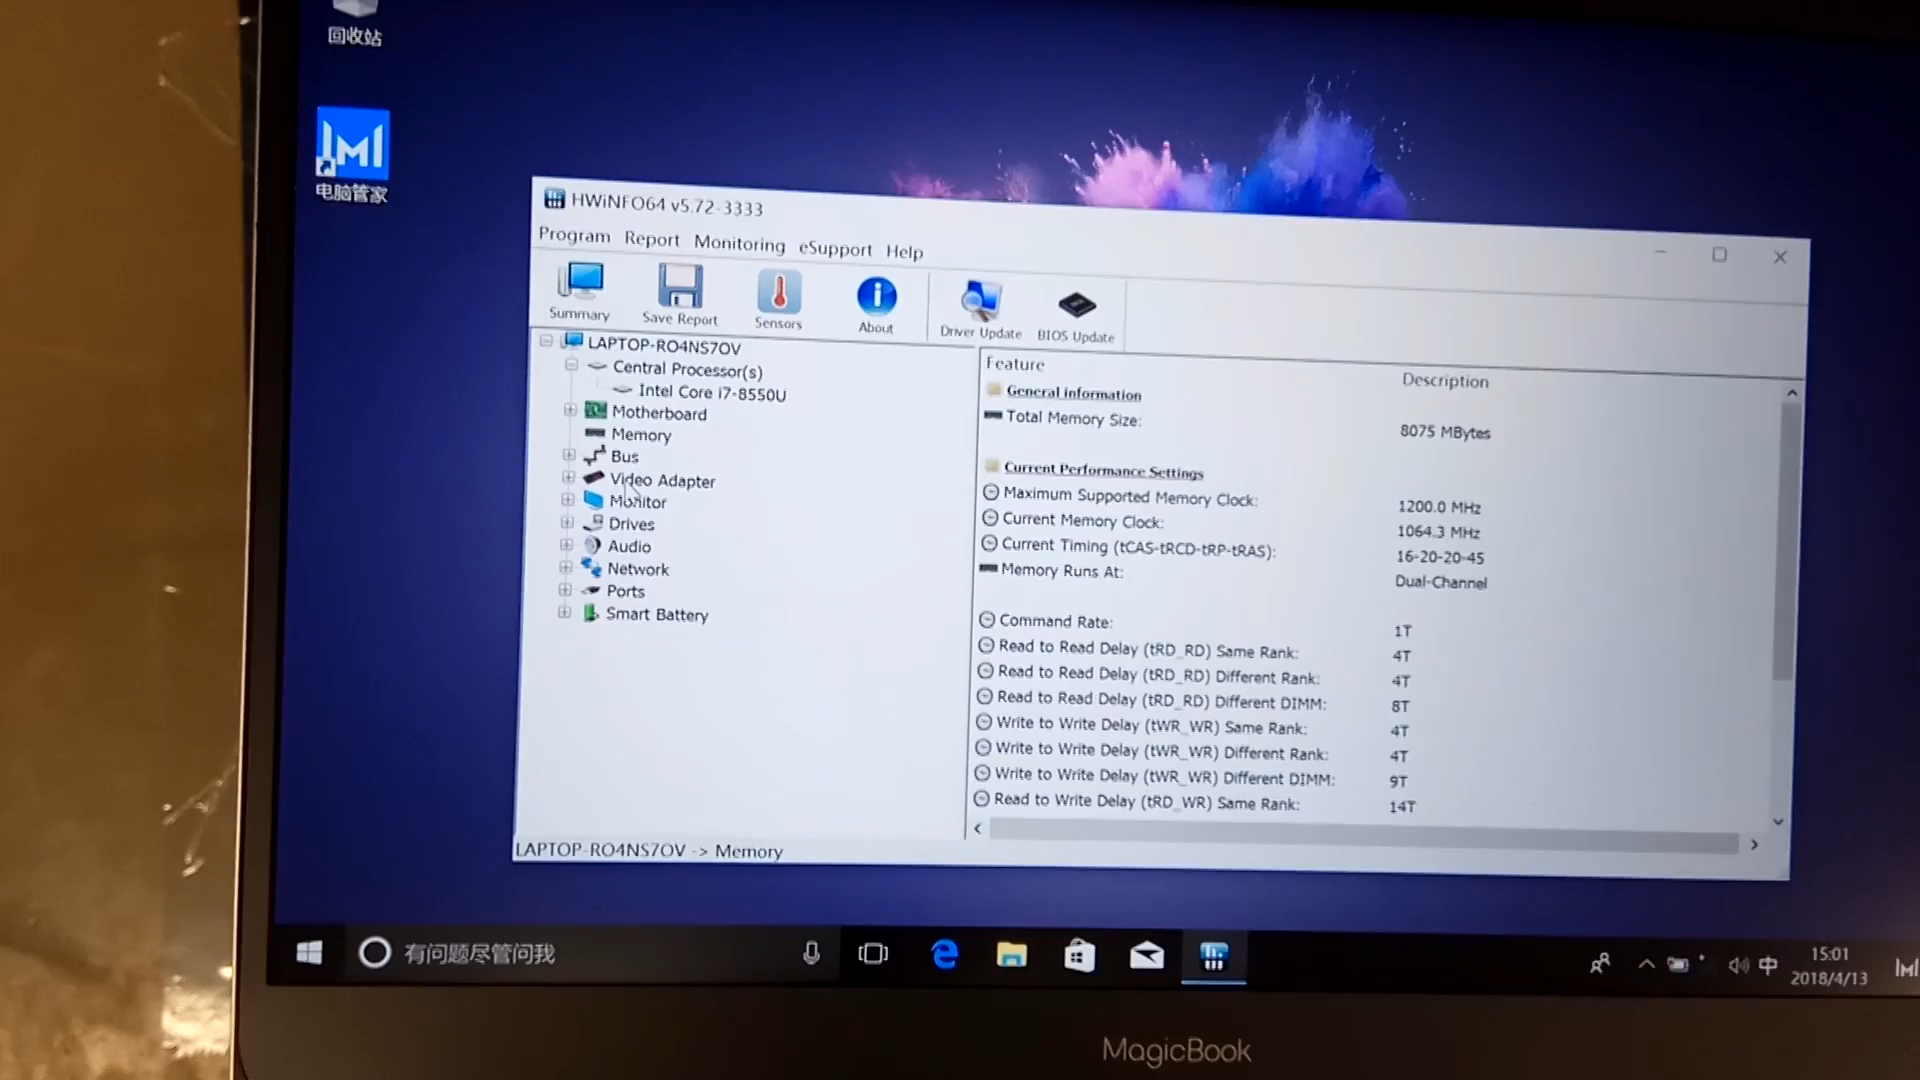 回收站
电脑管家
HWiNFO64 v5.72-3333
Program Report Monitoring eSupport Help
Summary Save Report Sensors About Driver Update BIOS Update
LAPTOP-RO4NS7OV
Central Processor(s)
Intel Core i7-8550U
Motherboard
Memory
Bus
Video Adapter
Monitor
Drives
Audio
Network
Ports
Smart Battery
Feature Description
General information
Total Memory Size: 8075 MBytes
Current Performance Settings
Maximum Supported Memory Clock: 1200.0 MHz
Current Memory Clock: 1064.3 MHz
Current Timing (tCAS-tRCD-tRP-tRAS): 16-20-20-45
Memory Runs At: Dual-Channel
Command Rate: 1T
Read to Read Delay (tRD_RD) Same Rank: 4T
Read to Read Delay (tRD_RD) Different Rank: 4T
Read to Read Delay (tRD_RD) Different DIMM: 8T
Write to Write Delay (tWR_WR) Same Rank: 4T
Write to Write Delay (tWR_WR) Different Rank: 4T
Write to Write Delay (tWR_WR) Different DIMM: 9T
Read to Write Delay (tRD_WR) Same Rank: 14T
LAPTOP-RO4NS7OV -> Memory
有问题尽管问我
中
15:01
2018/4/13
MagicBook